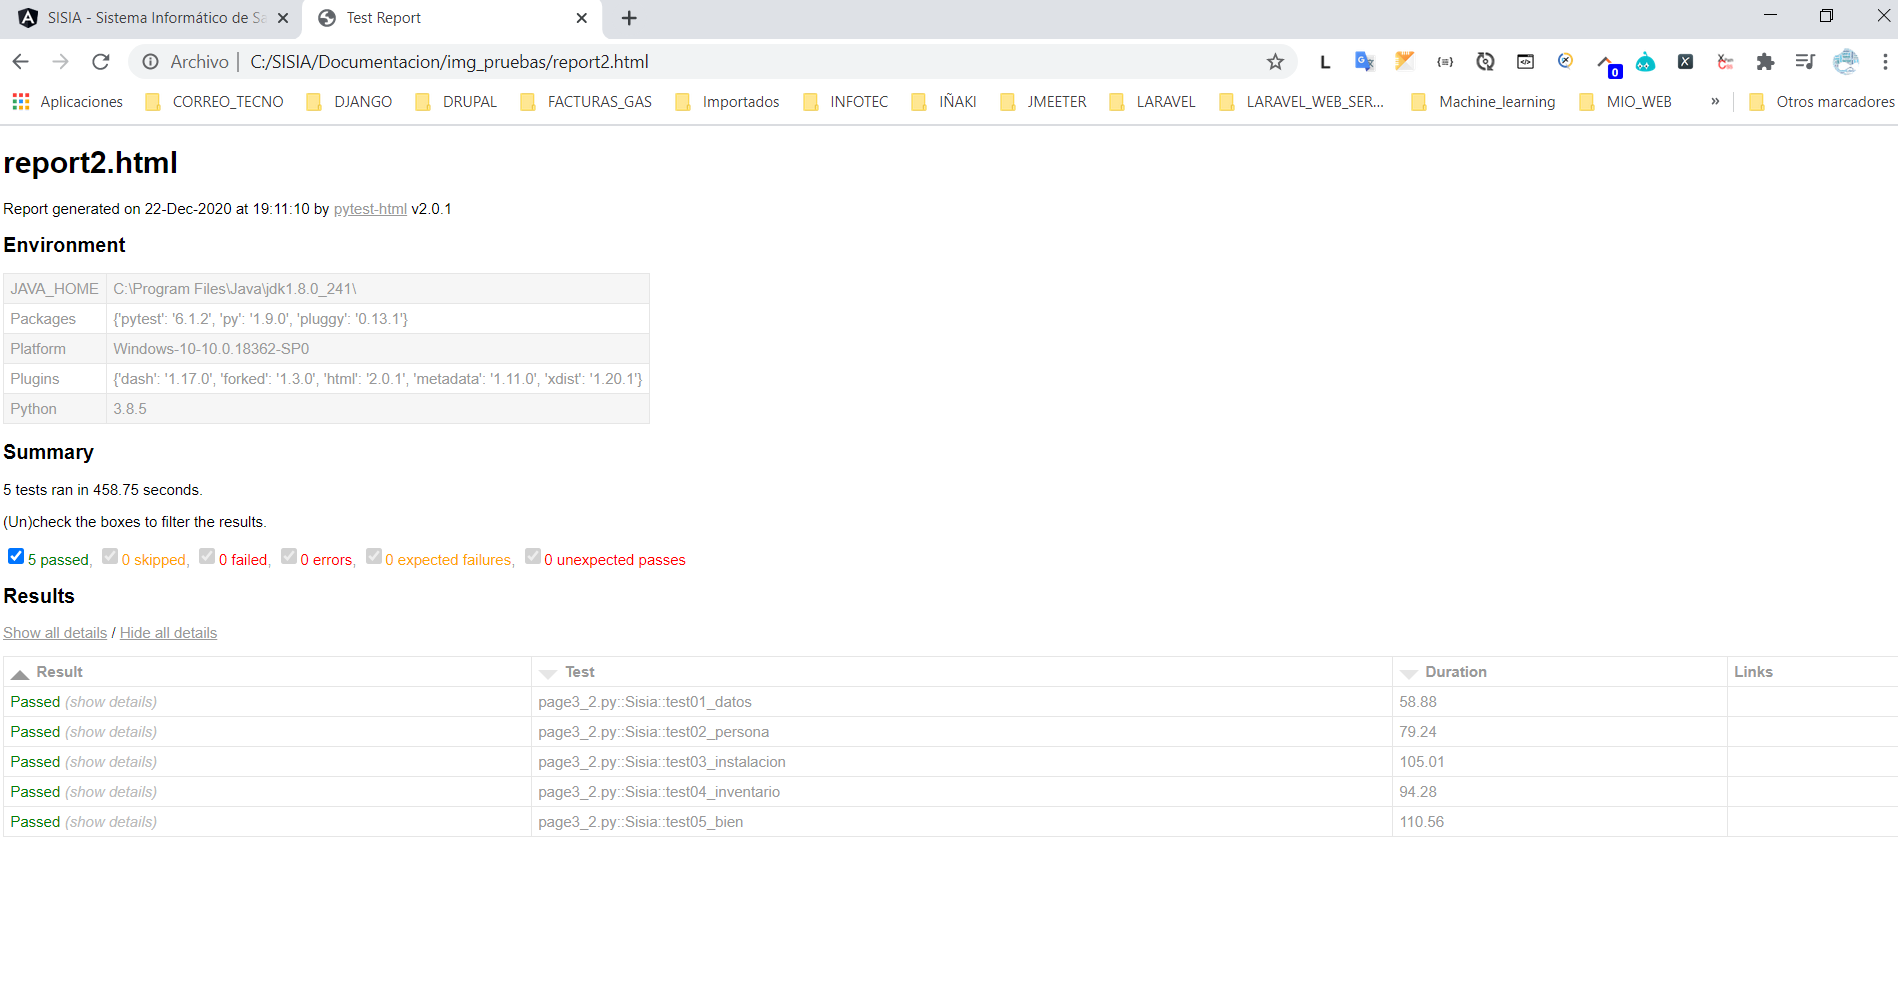 SISIA - Sistema Informático de Sa
Test Report
Archivo | C:/SISIA/Documentacion/img_pruebas/report2.html
L
0
Aplicaciones CORREO_TECNO DJANGO DRUPAL FACTURAS_GAS Importados INFOTEC IÑAKI JMEETER LARAVEL LARAVEL_WEB_SER... Machine_learning MIO_WEB » Otros marcadores
report2.html
Report generated on 22-Dec-2020 at 19:11:10 by pytest-html v2.0.1
Environment
JAVA_HOME C:\Program Files\Java\jdk1.8.0_241\
Packages {'pytest': '6.1.2', 'py': '1.9.0', 'pluggy': '0.13.1'}
Platform Windows-10-10.0.18362-SP0
Plugins {'dash': '1.17.0', 'forked': '1.3.0', 'html': '2.0.1', 'metadata': '1.11.0', 'xdist': '1.20.1'}
Python 3.8.5
Summary
5 tests ran in 458.75 seconds.
(Un)check the boxes to filter the results.
5 passed, 0 skipped, 0 failed, 0 errors, 0 expected failures, 0 unexpected passes
Results
Show all details / Hide all details
Result Test Duration Links
Passed (show details) page3_2.py::Sisia::test01_datos 58.88
Passed (show details) page3_2.py::Sisia::test02_persona 79.24
Passed (show details) page3_2.py::Sisia::test03_instalacion 105.01
Passed (show details) page3_2.py::Sisia::test04_inventario 94.28
Passed (show details) page3_2.py::Sisia::test05_bien 110.56